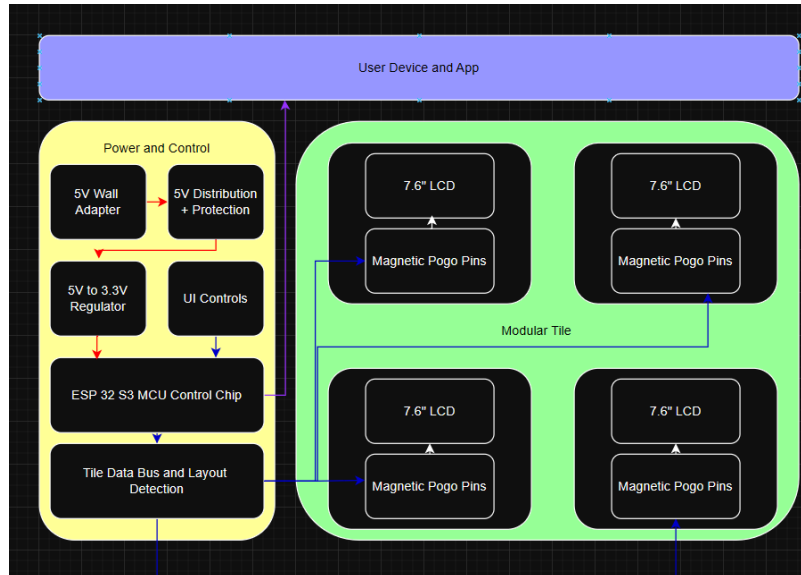 User Device and App
Power and Control
5V Wall
Adapter
5V Distribution
+ Protection
5V to 3.3V
Regulator
UI Controls
ESP 32 S3 MCU Control Chip
Tile Data Bus and Layout
Detection
7.6" LCD
Magnetic Pogo Pins
7.6" LCD
Magnetic Pogo Pins
Modular Tile
7.6" LCD
Magnetic Pogo Pins
7.6" LCD
Magnetic Pogo Pins